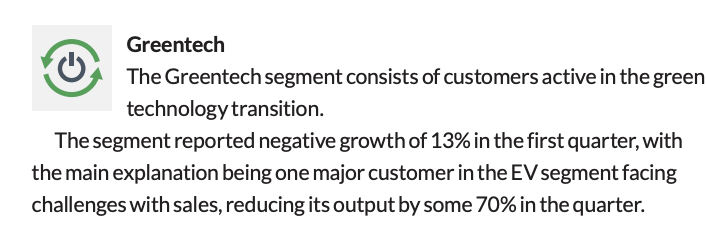 Greentech
The Greentech segment consists of customers active in the green
technology transition.
The segment reported negative growth of 13% in the first quarter, with
the main explanation being one major customer in the EV segment facing
challenges with sales, reducing its output by some 70% in the quarter.